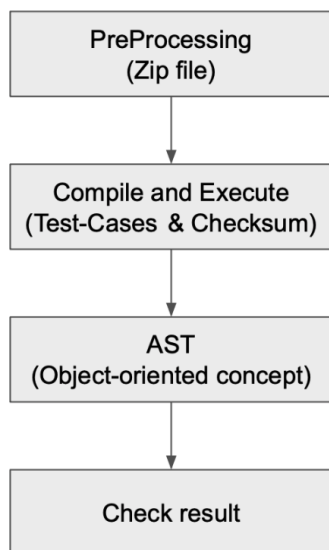 PreProcessing
(Zip file)
Compile and Execute
(Test-Cases & Checksum)
AST
(Object-oriented concept)
Check result